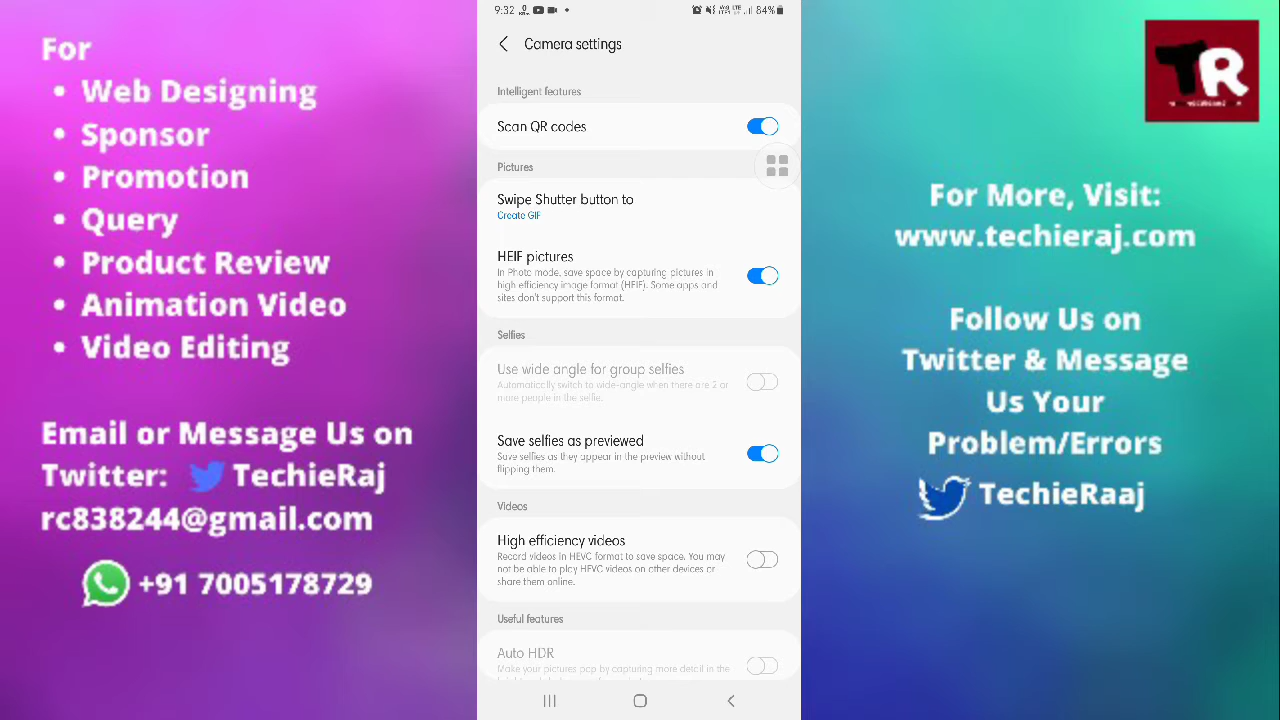 For
• Web Designing
• Sponsor
• Promotion
• Query
• Product Review
• Animation Video
• Video Editing
Email or Message Us on
Twitter: TechieRaj
rc838244@gmail.com
+91 7005178729
9:32
84%
Camera settings
Intelligent features
Scan QR codes
Pictures
Swipe Shutter button to
Create GIF
HEIF pictures
In Photo mode, save space by capturing pictures in
high efficiency image format (HEIF). Some apps and
sites don't support this format.
Selfies
Use wide angle for group selfies
Automatically switch to wide-angle when there are 2 or
more people in the selfie.
Save selfies as previewed
Save selfies as they appear in the preview without
flipping them.
Videos
High efficiency videos
Record videos in HEVC format to save space. You may
not be able to play HEVC videos on other devices or
share them online.
Useful features
Auto HDR
Make your pictures pop by capturing more detail in the
TR
For More, Visit:
www.techieraj.com
Follow Us on
Twitter & Message
Us Your
Problem/Errors
TechieRaaj